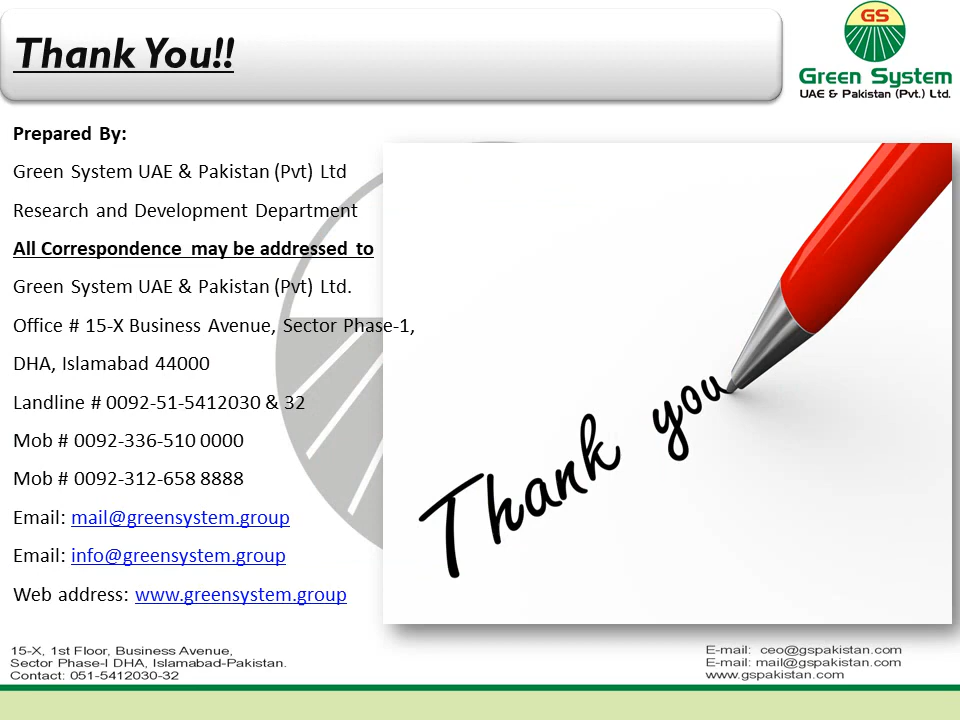 Thank You!!
GS
Green System
UAE & Pakistan (Pvt.) Ltd.
Prepared By:
Green System UAE & Pakistan (Pvt) Ltd
Research and Development Department
All Correspondence may be addressed to
Green System UAE & Pakistan (Pvt) Ltd.
Office # 15-X Business Avenue, Sector Phase-1,
DHA, Islamabad 44000
Landline # 0092-51-5412030 & 32
Mob # 0092-336-510 0000
Mob # 0092-312-658 8888
Email: mail@greensystem.group
Email: info@greensystem.group
Web address: www.greensystem.group
Thank you
15-X, 1st Floor, Business Avenue,
Sector Phase-I DHA, Islamabad-Pakistan.
Contact: 051-5412030-32
E-mail: ceo@gspakistan.com
E-mail: mail@gspakistan.com
www.gspakistan.com